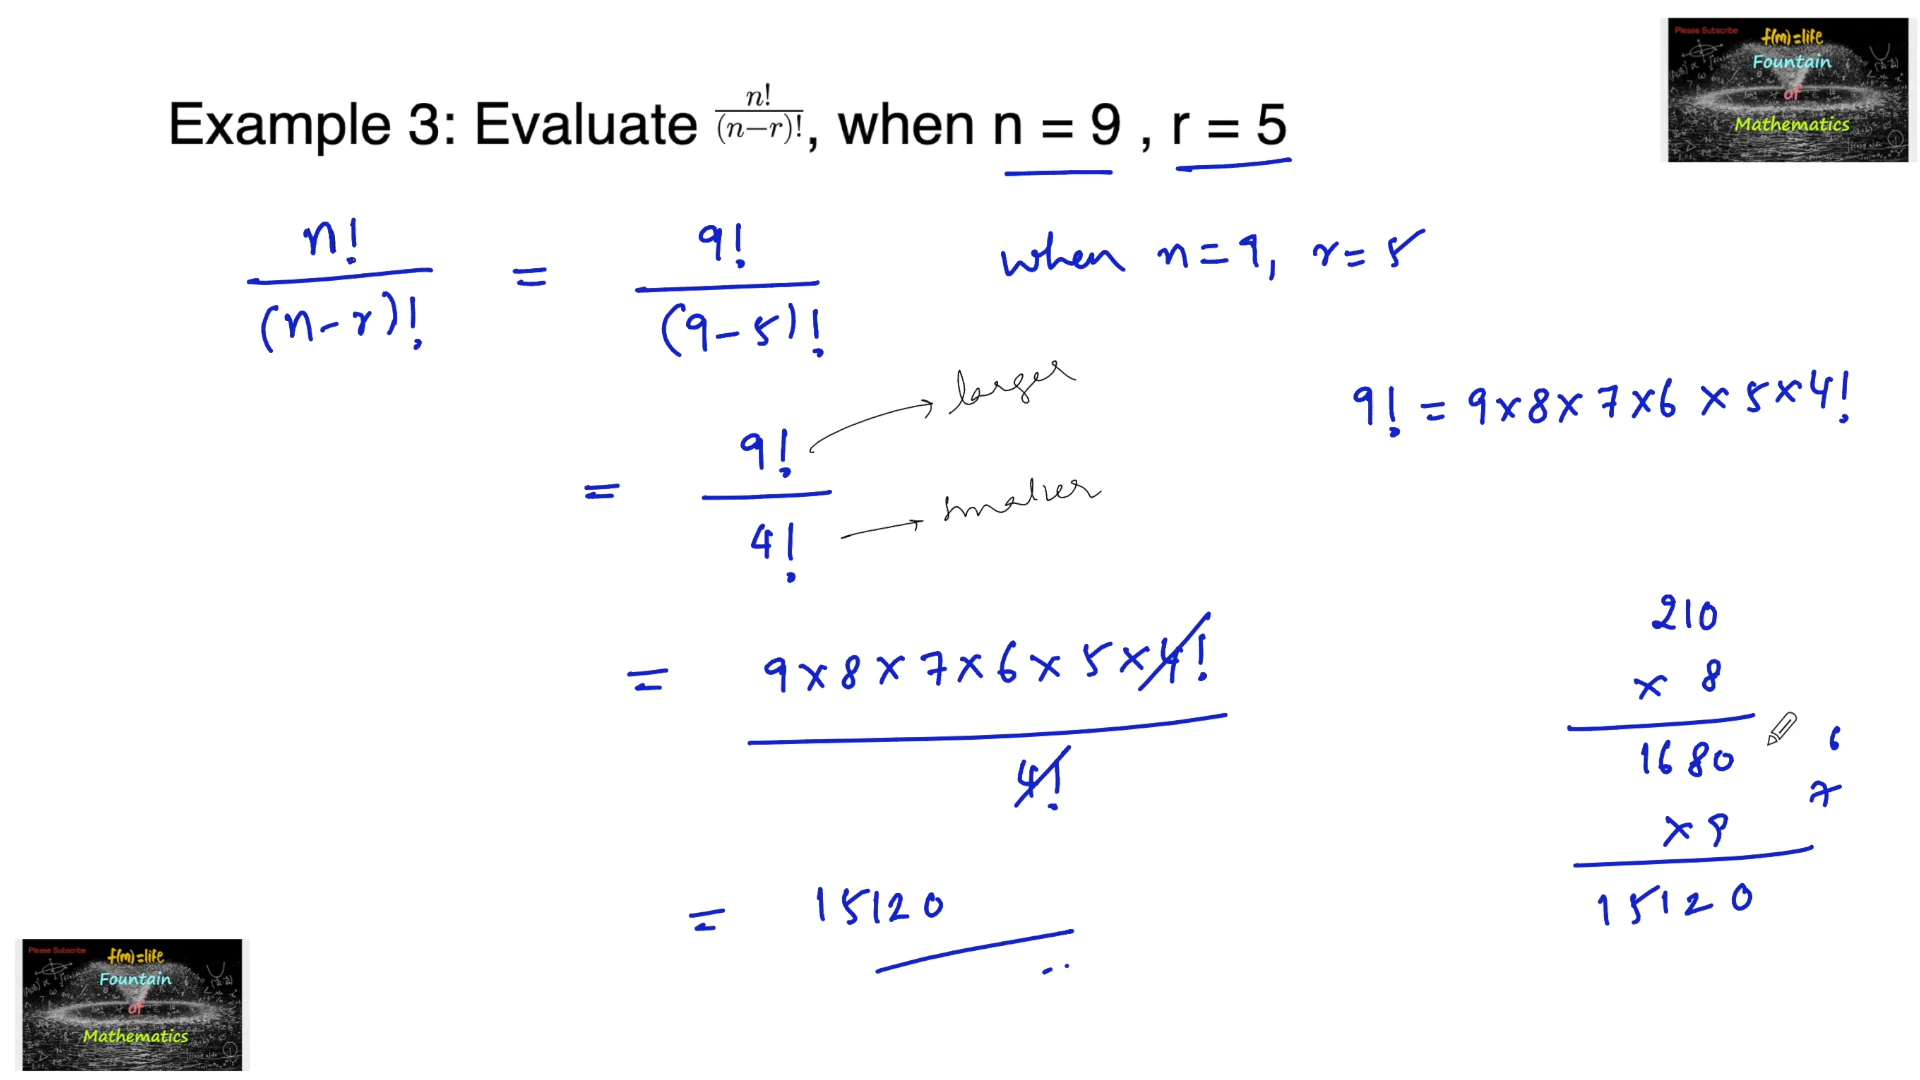 Please Subscribe
f(m)=life
Fountain
of
Mathematics
Example 3: Evaluate n!/(n−r)!, when n = 9 , r = 5
n!/(n-r)! = 9!/(9-5)! when n=9, r=5
= 9!/4!
larger
smaller
9! = 9×8×7×6×5×4!
= 9×8×7×6×5×4!/4!
210
× 8
1680
6
7
×9
15120
= 15120
Please Subscribe
f(m)=life
Fountain
of
Mathematics